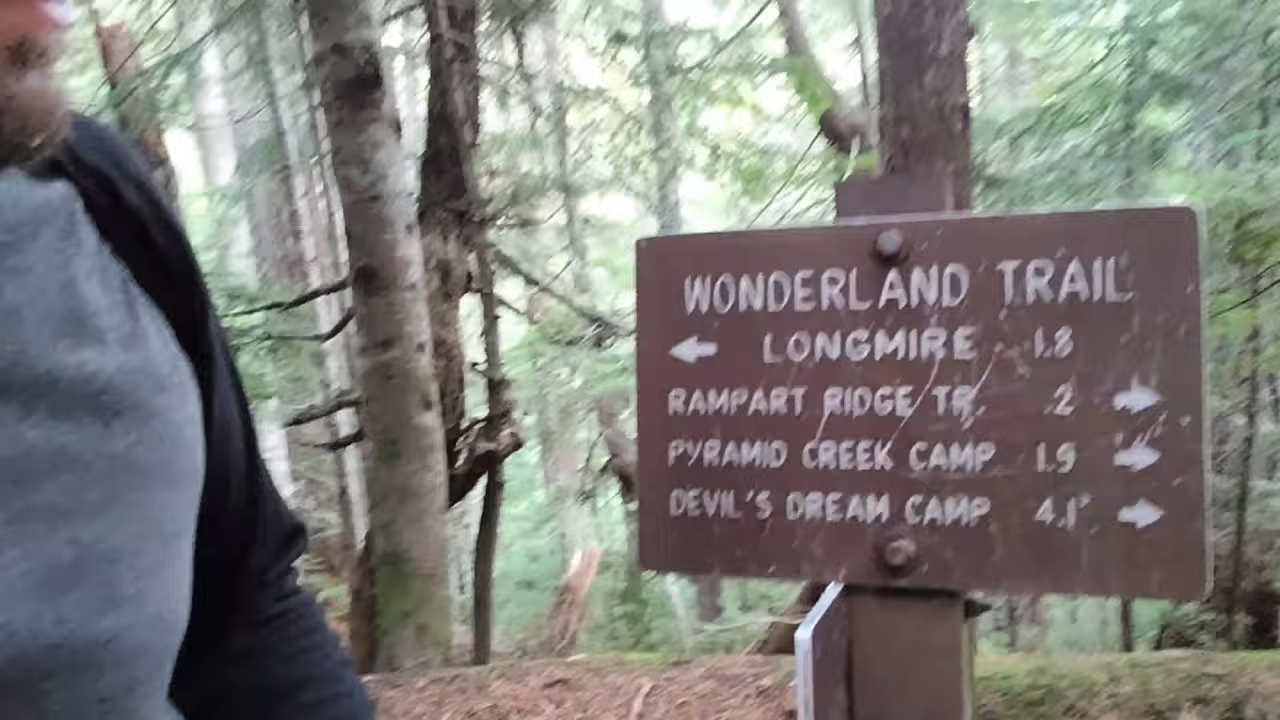 WONDERLAND TRAIL
← LONGMIRE 1.8
RAMPART RIDGE TR. .2 →
PYRAMID CREEK CAMP 1.9 →
DEVIL'S DREAM CAMP 4.1 →